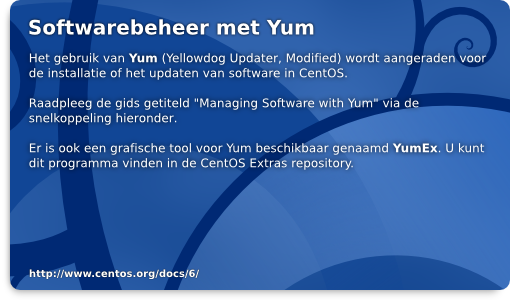 Softwarebeheer met Yum
Het gebruik van Yum (Yellowdog Updater, Modified) wordt aangeraden voor
de installatie of het updaten van software in CentOS.
Raadpleeg de gids getiteld "Managing Software with Yum" via de
snelkoppeling hieronder.
Er is ook een grafische tool voor Yum beschikbaar genaamd YumEx. U kunt
dit programma vinden in de CentOS Extras repository.
http://www.centos.org/docs/6/